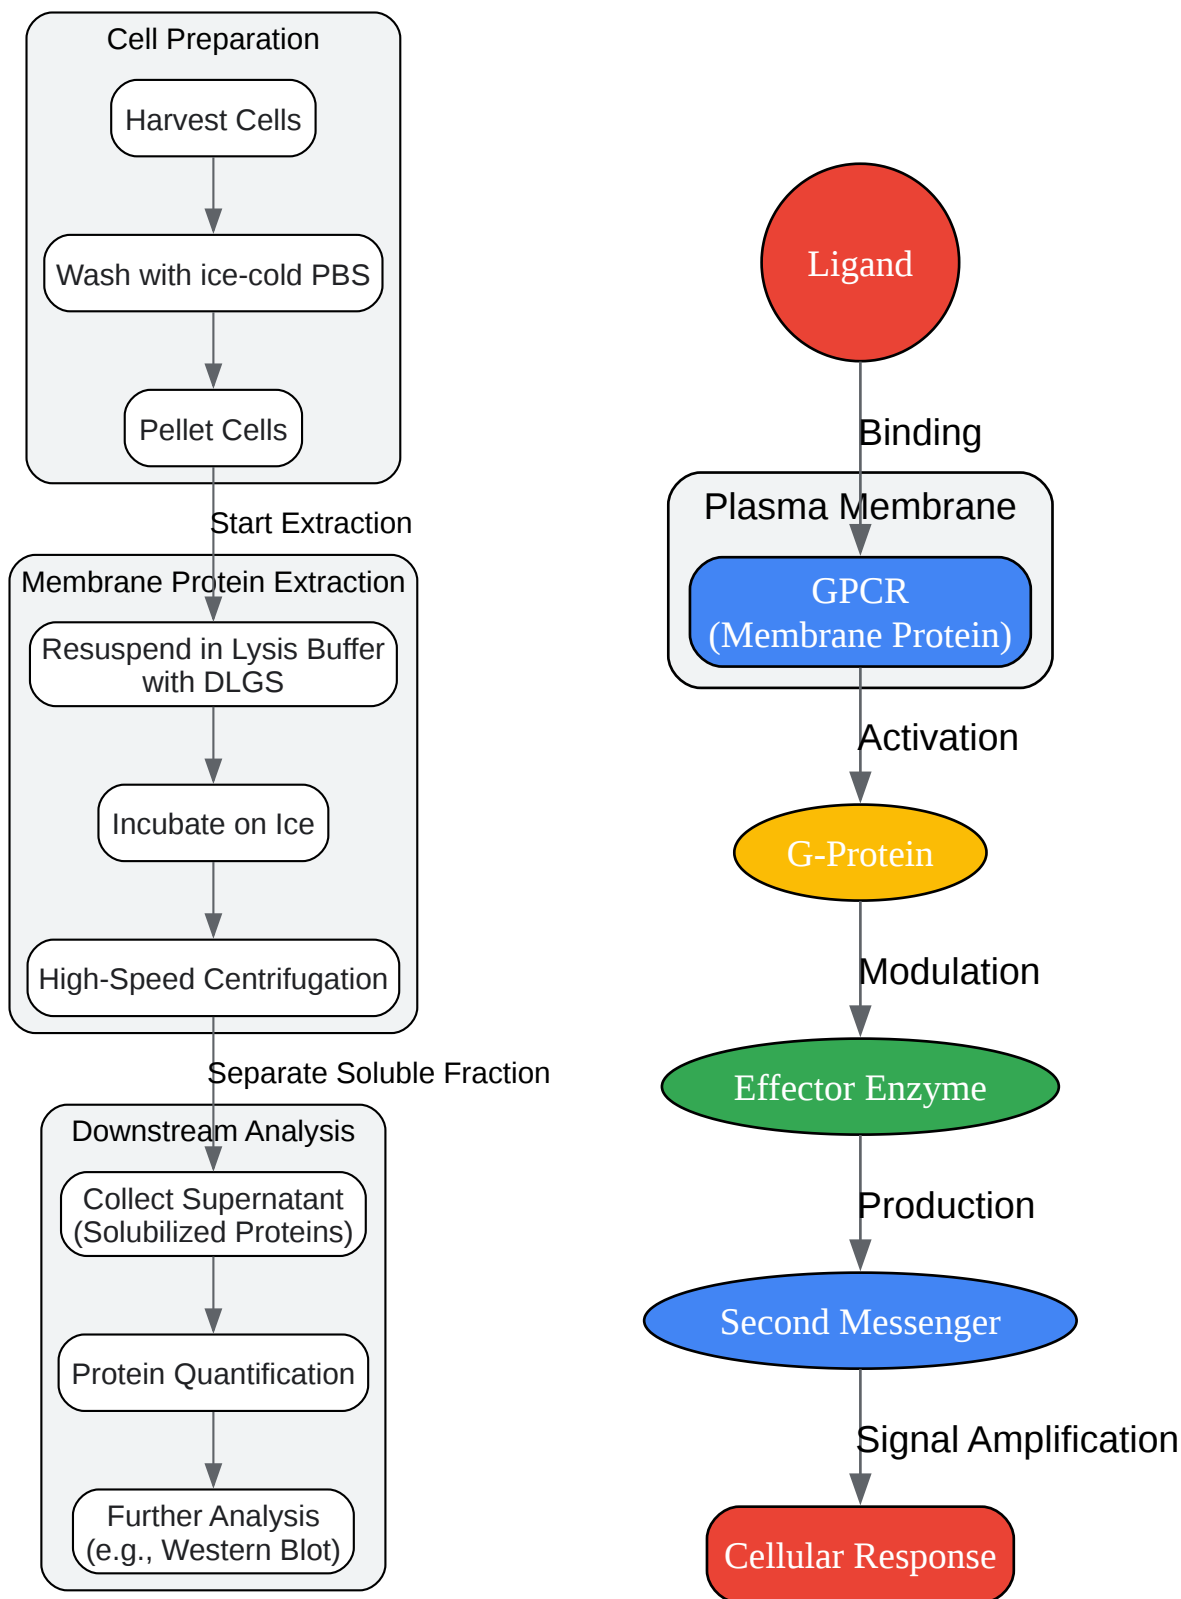 Cell Preparation
Harvest Cells
Wash with ice-cold PBS
Pellet Cells
Start Extraction
Membrane Protein Extraction
Resuspend in Lysis Buffer
with DLGS
Incubate on Ice
High-Speed Centrifugation
Separate Soluble Fraction
Downstream Analysis
Collect Supernatant
(Solubilized Proteins)
Protein Quantification
Further Analysis
(e.g., Western Blot)
Ligand
Binding
Plasma Membrane
GPCR
(Membrane Protein)
Activation
G-Protein
Modulation
Effector Enzyme
Production
Second Messenger
Signal Amplification
Cellular Response